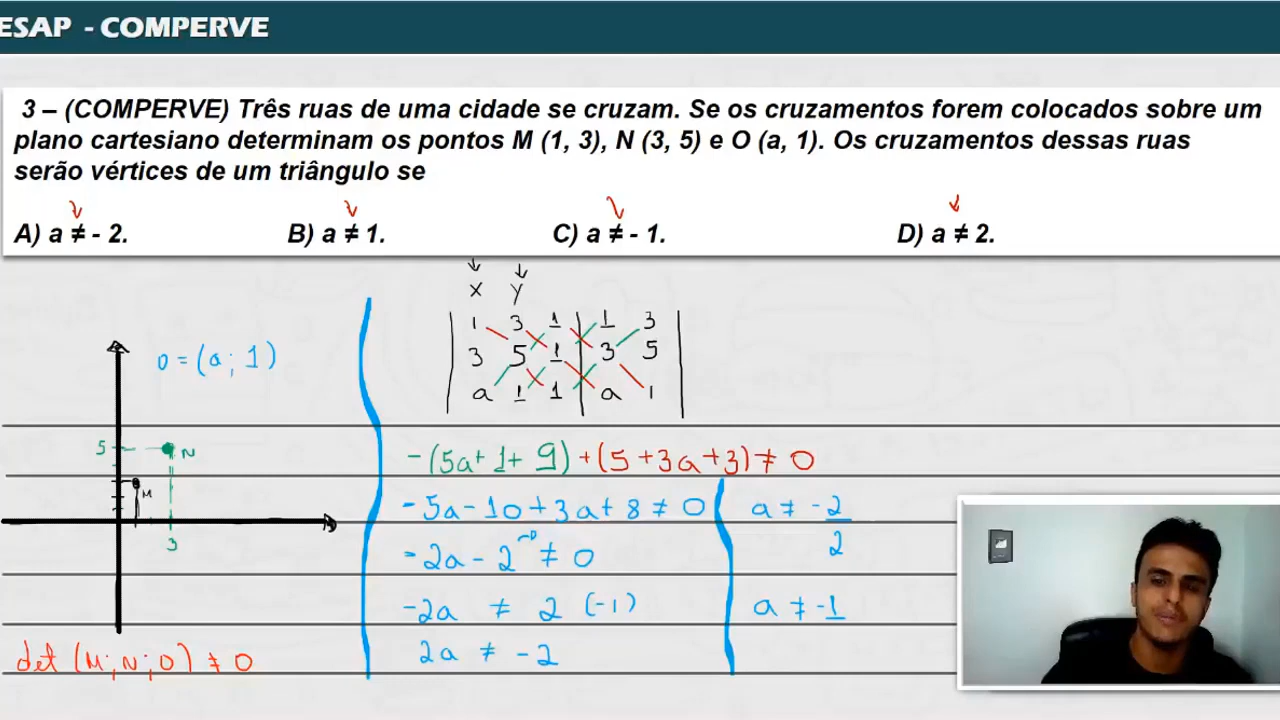 ESAP - COMPERVE
3 – (COMPERVE) Três ruas de uma cidade se cruzam. Se os cruzamentos forem colocados sobre um
plano cartesiano determinam os pontos M (1, 3), N (3, 5) e O (a, 1). Os cruzamentos dessas ruas
serão vértices de um triângulo se
A) a ≠ - 2. B) a ≠ 1. C) a ≠ - 1. D) a ≠ 2.
x y
1 3 1 1 3
3 5 1 3 5
a 1 1 a 1
O = (a; 1)
5 N
M
3
det (M; N; O) ≠ 0
-(5a+1+9)+(5+3a+3) ≠ 0
-5a-10+3a+8 ≠ 0
-2a-2 ≠ 0
-2a ≠ 2 (-1)
2a ≠ -2
a ≠ -2
2
a ≠ -1